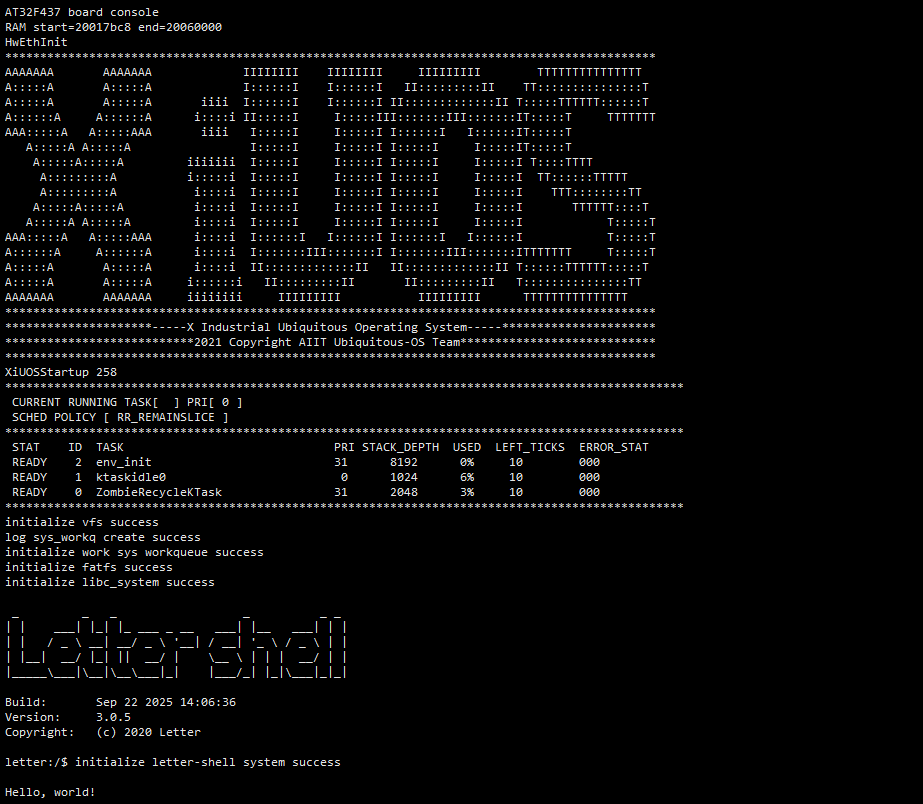 AT32F437 board console
RAM start=20017bc8 end=20060000
HwEthInit
*********************************************************************************************
AAAAAAA       AAAAAAA             IIIIIIII    IIIIIIII     IIIIIIIII        TTTTTTTTTTTTTTT
A:::::A       A:::::A             I::::::I    I::::::I   II:::::::::II    TT:::::::::::::::T
A:::::A       A:::::A       iiii  I::::::I    I::::::I II:::::::::::::II T:::::TTTTTT::::::T
A::::::A     A::::::A      i::::i II:::::I    I:::::III:::::::III:::::::IT:::::T     TTTTTTT
AAA:::::A   A:::::AAA       iiii   I:::::I     I:::::I I::::::I   I::::::IT:::::T
   A:::::A A:::::A                 I:::::I     I:::::I I:::::I     I:::::IT:::::T
    A:::::A:::::A         iiiiiii  I:::::I     I:::::I I:::::I     I:::::I T::::TTTT
     A:::::::::A          i:::::i  I:::::I     I:::::I I:::::I     I:::::I  TT::::::TTTTT
     A:::::::::A           i::::i  I:::::I     I:::::I I:::::I     I:::::I    TTT::::::::TT
    A:::::A:::::A          i::::i  I:::::I     I:::::I I:::::I     I:::::I       TTTTTT::::T
   A:::::A A:::::A         i::::i  I:::::I     I:::::I I:::::I     I:::::I            T:::::T
AAA:::::A   A:::::AAA      i::::i  I::::::I   I::::::I I::::::I   I::::::I            T:::::T
A::::::A     A::::::A      i::::i  I:::::::III:::::::I I:::::::III:::::::ITTTTTTT     T:::::T
A:::::A       A:::::A      i::::i   II:::::::::::::II   II:::::::::::::II T::::::TTTTTT:::::T
A:::::A       A:::::A     i::::::i   II:::::::::II       II:::::::::II   T:::::::::::::::TT
AAAAAAA       AAAAAAA     iiiiiiii     IIIIIIIII           IIIIIIIII      TTTTTTTTTTTTTTT
*********************************************************************************************
*********************-----X Industrial Ubiquitous Operating System-----**********************
***************************2021 Copyright AIIT Ubiquitous-OS Team****************************
*********************************************************************************************
XiUOSStartup 258
*************************************************************************************************
CURRENT RUNNING TASK[  ] PRI[ 0 ]
SCHED POLICY [ RR_REMAINSLICE ]
*************************************************************************************************
STAT    ID  TASK                              PRI STACK_DEPTH  USED  LEFT_TICKS  ERROR_STAT
READY   2  env_init                          31      8192      0%     10        000
READY   1  ktaskidle0                         0      1024      6%     10        000
READY   0  ZombieRecycleKTask                31      2048      3%     10        000
*************************************************************************************************
initialize vfs success
log sys_workq create success
initialize work sys workqueue success
initialize fatfs success
initialize libc_system success
Letter shell
Build:       Sep 22 2025 14:06:36
Version:     3.0.5
Copyright:   (c) 2020 Letter
letter:/$ initialize letter-shell system success
Hello, world!